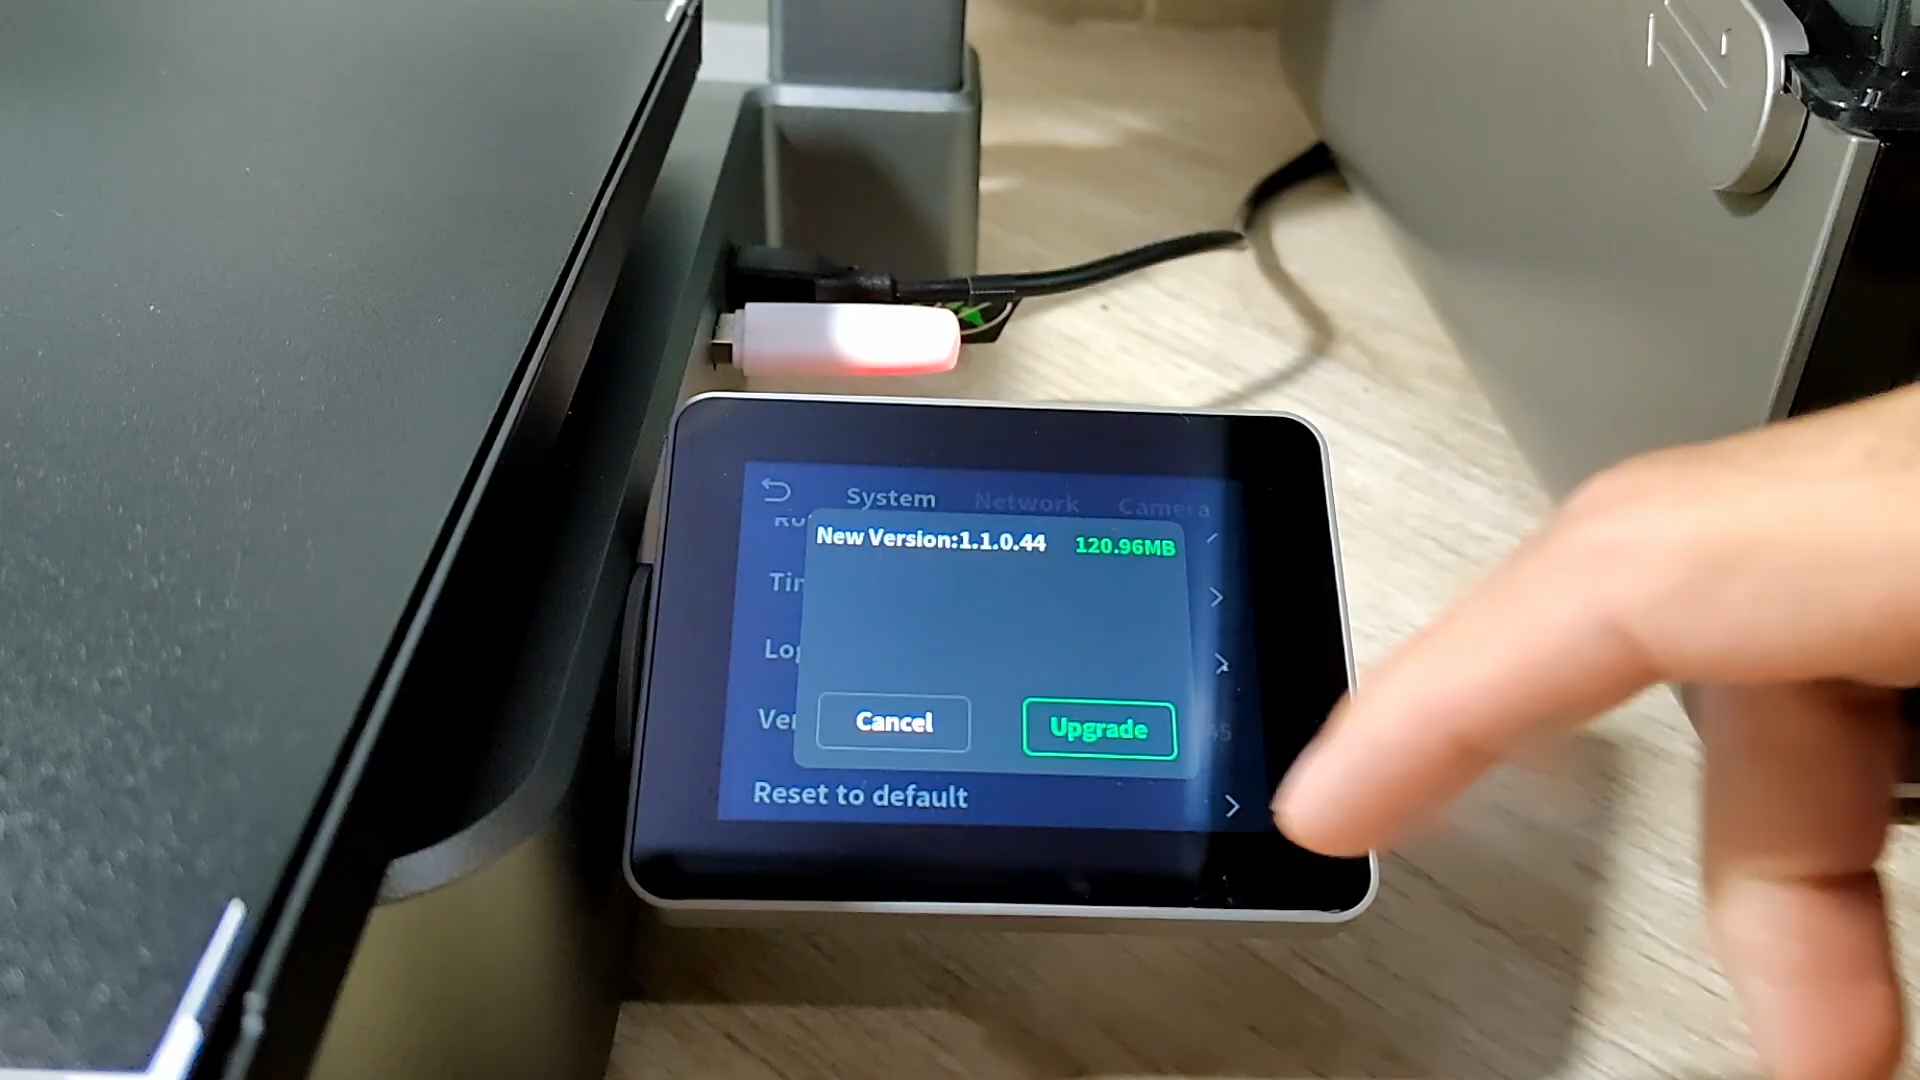 System Network Camera
New Version:1.1.0.44 120.96MB
Cancel Upgrade
Reset to default